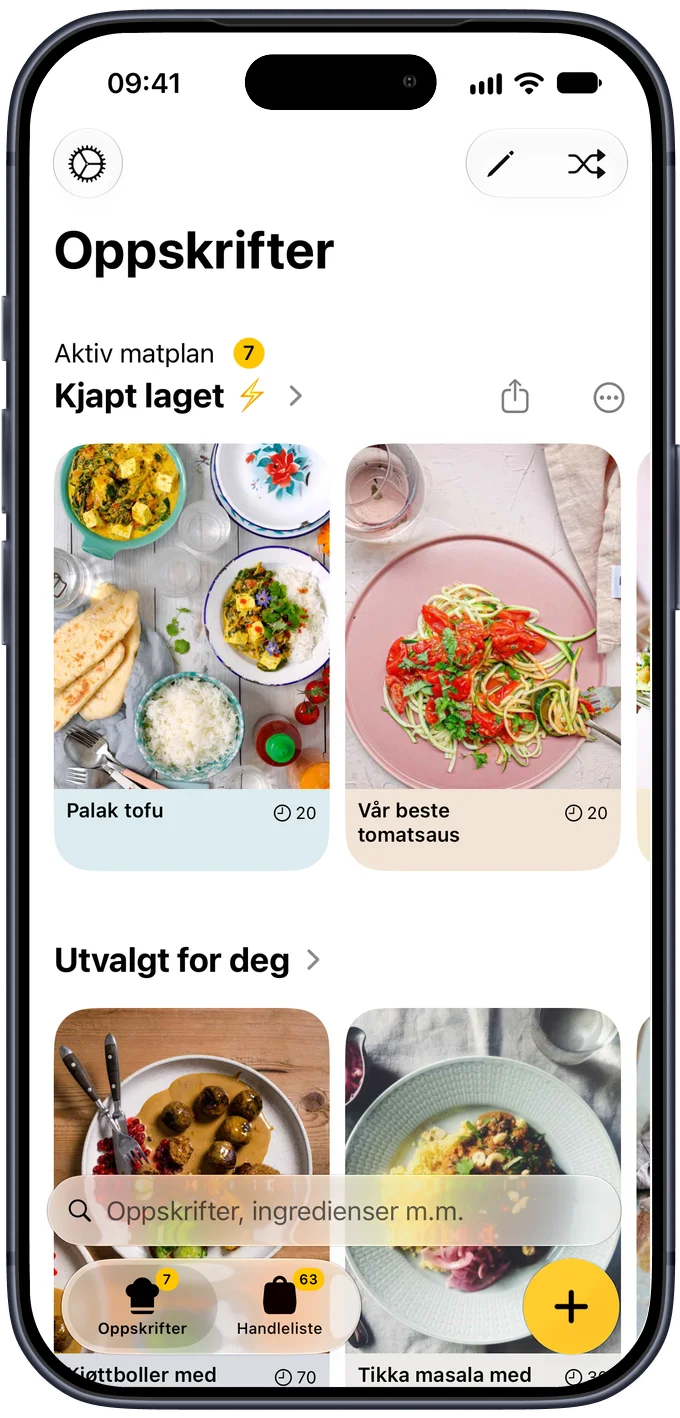 09:41
Oppskrifter
Aktiv matplan 7
Kjapt laget
Palak tofu 20
Vår beste 20
tomatsaus
Utvalgt for deg
Oppskrifter, ingredienser m.m.
7 63
Oppskrifter Handleliste
Kjøttboller med 70
Tikka masala med